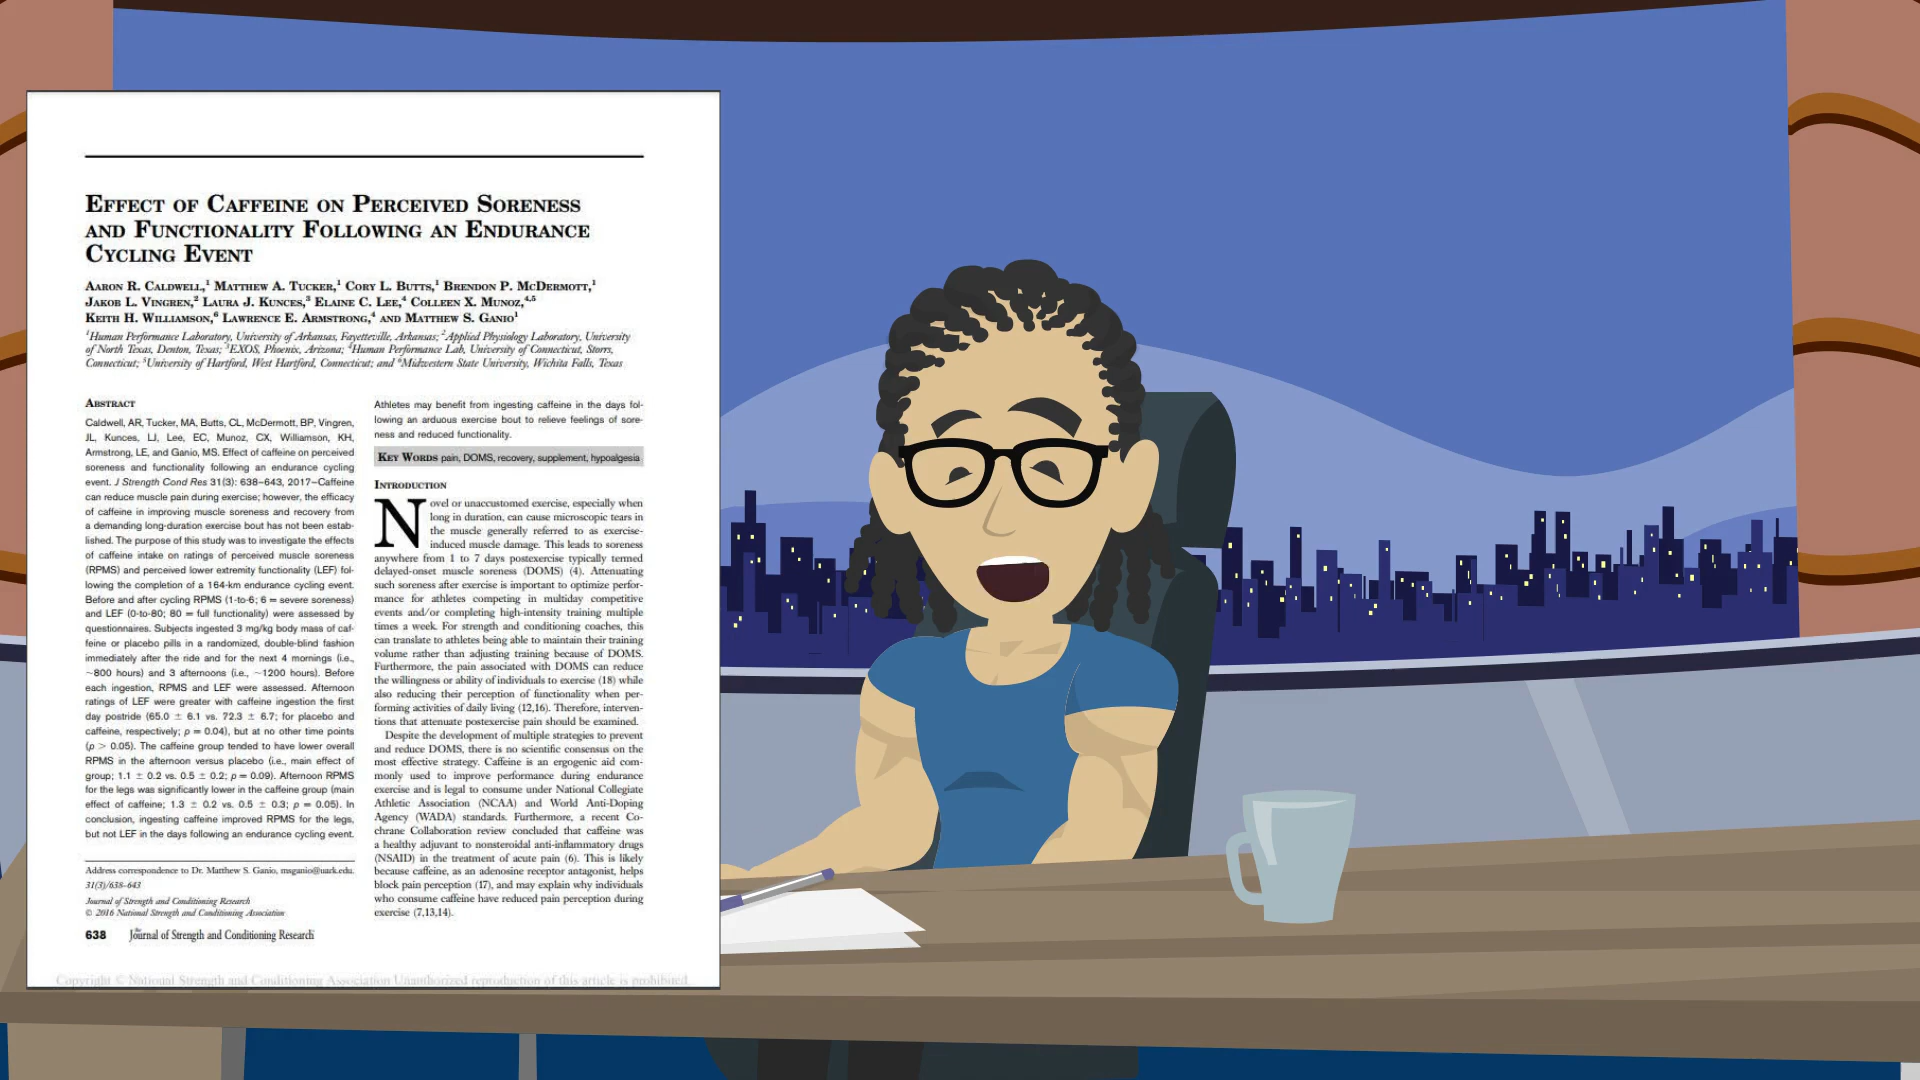 EFFECT OF CAFFEINE ON PERCEIVED SORENESS
AND FUNCTIONALITY FOLLOWING AN ENDURANCE
CYCLING EVENT
AARON R. CALDWELL,¹ MATTHEW A. TUCKER,¹ CORY L. BUTTS,¹ BRENDON P. MCDERMOTT,¹
JAKOB L. VINGREN,² LAURA J. KUNCES,³ ELAINE C. LEE,⁴ COLLEEN X. MUNOZ,⁴,⁵
KEITH H. WILLIAMSON,⁶ LAWRENCE E. ARMSTRONG,⁴ AND MATTHEW S. GANIO¹
¹Human Performance Laboratory, University of Arkansas, Fayetteville, Arkansas; ²Applied Physiology Laboratory, University
of North Texas, Denton, Texas; ³EXOS, Phoenix, Arizona; ⁴Human Performance Lab, University of Connecticut, Storrs,
Connecticut; ⁵University of Hartford, West Hartford, Connecticut; and ⁶Midwestern State University, Wichita Falls, Texas
ABSTRACT
Caldwell, AR, Tucker, MA, Butts, CL, McDermott, BP, Vingren,
JL, Kunces, LJ, Lee, EC, Munoz, CX, Williamson, KH,
Armstrong, LE, and Ganio, MS. Effect of caffeine on perceived
soreness and functionality following an endurance cycling
event. J Strength Cond Res 31(3): 638–643, 2017—Caffeine
can reduce muscle pain during exercise; however, the efficacy
of caffeine in improving muscle soreness and recovery from
a demanding long-duration exercise bout has not been estab-
lished. The purpose of this study was to investigate the effects
of caffeine intake on ratings of perceived muscle soreness
(RPMS) and perceived lower extremity functionality (LEF) fol-
lowing the completion of a 164-km endurance cycling event.
Before and after cycling RPMS (1-to-6; 6 = severe soreness)
and LEF (0-to-80; 80 = full functionality) were assessed by
questionnaires. Subjects ingested 3 mg/kg body mass of caf-
feine or placebo pills in a randomized, double-blind fashion
immediately after the ride and for the next 4 mornings (i.e.,
~800 hours) and 3 afternoons (i.e., ~1200 hours). Before
each ingestion, RPMS and LEF were assessed. Afternoon
ratings of LEF were greater with caffeine ingestion the first
day postride (65.0 ± 6.1 vs. 72.3 ± 6.7; for placebo and
caffeine, respectively; p = 0.04), but at no other time points
(p > 0.05). The caffeine group tended to have lower overall
RPMS in the afternoon versus placebo (i.e., main effect of
group; 1.1 ± 0.2 vs. 0.5 ± 0.2; p = 0.09). Afternoon RPMS
for the legs was significantly lower in the caffeine group (main
effect of caffeine; 1.3 ± 0.2 vs. 0.5 ± 0.3; p = 0.05). In
conclusion, ingesting caffeine improved RPMS for the legs,
but not LEF in the days following an endurance cycling event.
Address correspondence to Dr. Matthew S. Ganio, msganio@uark.edu.
31(3)/638–643
Journal of Strength and Conditioning Research
© 2016 National Strength and Conditioning Association
Athletes may benefit from ingesting caffeine in the days fol-
lowing an arduous exercise bout to relieve feelings of sore-
ness and reduced functionality.
KEY WORDS pain, DOMS, recovery, supplement, hypoalgesia
INTRODUCTION
Novel or unaccustomed exercise, especially when
long in duration, can cause microscopic tears in
the muscle generally referred to as exercise-
induced muscle damage. This leads to soreness
anywhere from 1 to 7 days postexercise typically termed
delayed-onset muscle soreness (DOMS) (4). Attenuating
such soreness after exercise is important to optimize perfor-
mance for athletes competing in multiday competitive
events and/or completing high-intensity training multiple
times a week. For strength and conditioning coaches, this
can translate to athletes being able to maintain their training
volume rather than adjusting training because of DOMS.
Furthermore, the pain associated with DOMS can reduce
the willingness or ability of individuals to exercise (18) while
also reducing their perception of functionality when per-
forming activities of daily living (12,16). Therefore, interven-
tions that attenuate postexercise pain should be examined.
Despite the development of multiple strategies to prevent
and reduce DOMS, there is no scientific consensus on the
most effective strategy. Caffeine is an ergogenic aid com-
monly used to improve performance during endurance
exercise and is legal to consume under National Collegiate
Athletic Association (NCAA) and World Anti-Doping
Agency (WADA) standards. Furthermore, a recent Co-
chrane Collaboration review concluded that caffeine was
a healthy adjuvant to nonsteroidal anti-inflammatory drugs
(NSAID) in the treatment of acute pain (6). This is likely
because caffeine, as an adenosine receptor antagonist, helps
block pain perception (17), and may explain why individuals
who consume caffeine have reduced pain perception during
exercise (7,13,14).
638 Journal of Strength and Conditioning Research
Copyright © National Strength and Conditioning Association Unauthorized reproduction of this article is prohibited